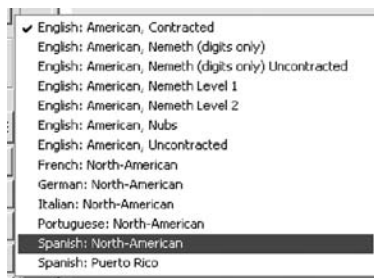 English: American, Contracted
English: American, Nemeth (digits only)
English: American, Nemeth (digits only) Uncontracted
English: American, Nemeth Level 1
English: American, Nemeth Level 2
English: American, Nubs
English: American, Uncontracted
French: North-American
German: North-American
Italian: North-American
Portuguese: North-American
Spanish: North-American
Spanish: Puerto Rico